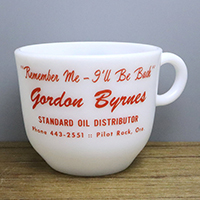 "Remember Me - I'll Be Back"
Gordon Byrnes
STANDARD OIL DISTRIBUTOR
Phone 443-2551 :: Pilot Rock, Ore